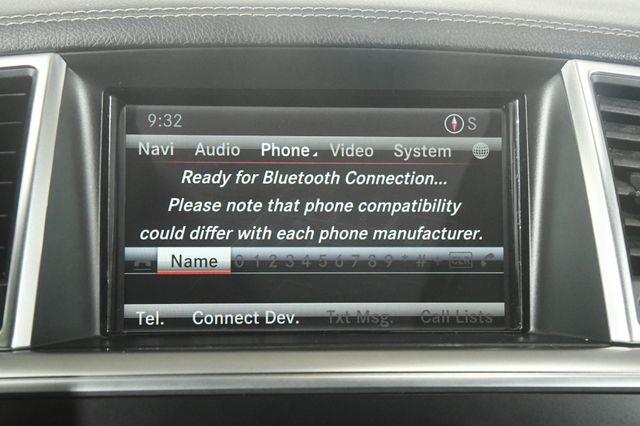 9:32 S
Navi Audio Phone Video System
Ready for Bluetooth Connection...
Please note that phone compatibility
could differ with each phone manufacturer.
Name 0 1 2 3 4 5 6 7 8 9 * # +
Tel. Connect Dev. Txt Msg. Call Lists